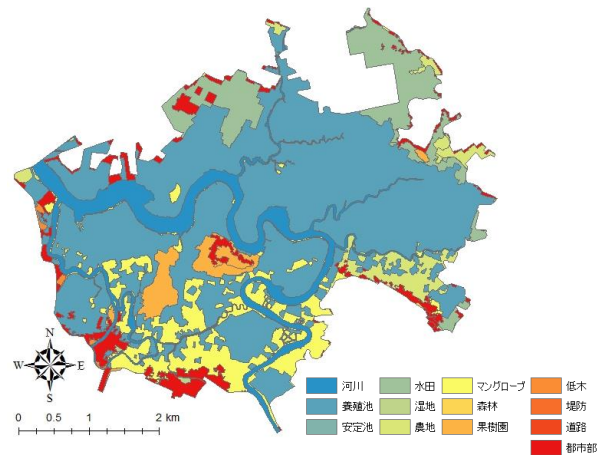 N
W
E
S
0 0.5 1 2 km
河川
養殖池
安定池
水田
湿地
農地
マングローブ
森林
果樹園
低木
堤防
道路
都市部